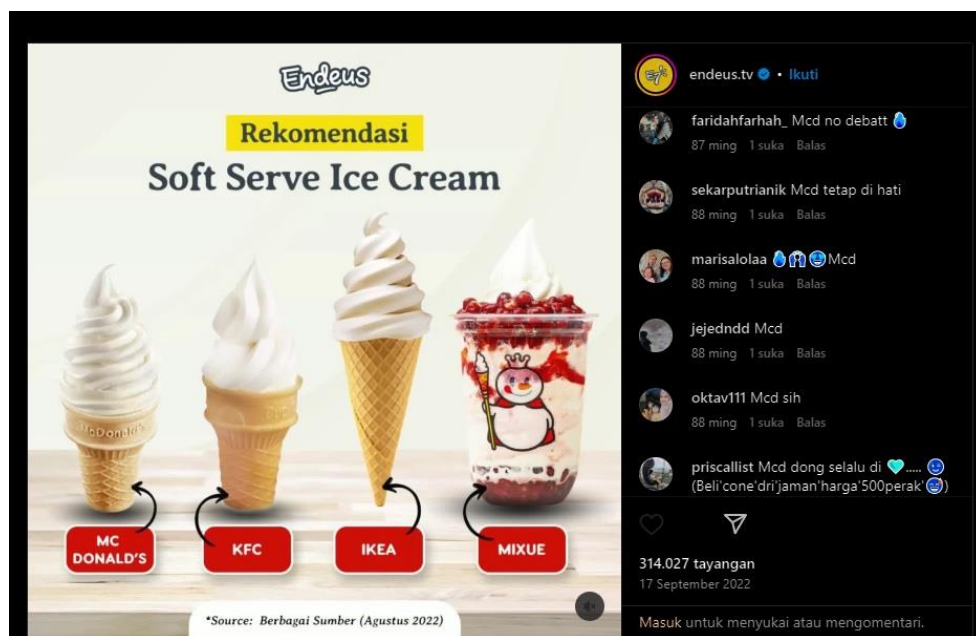 Endeus
Rekomendasi
Soft Serve Ice Cream
McDonald's
MC
DONALD'S
KFC
IKEA
MIXUE
*Source: Berbagai Sumber (Agustus 2022)
endeus.tv • Ikuti
faridahfarhah_ Mcd no debatt
87 ming 1 suka Balas
sekarputrianik Mcd tetap di hati
88 ming 1 suka Balas
marisalolaa Mcd
88 ming 1 suka Balas
jejedndd Mcd
88 ming 1 suka Balas
oktav111 Mcd sih
88 ming 1 suka Balas
priscallist Mcd dong selalu di .....
(Beli'cone'dri'jaman'harga'500perak' )
314.027 tayangan
17 September 2022
Masuk untuk menyukai atau mengomentari.